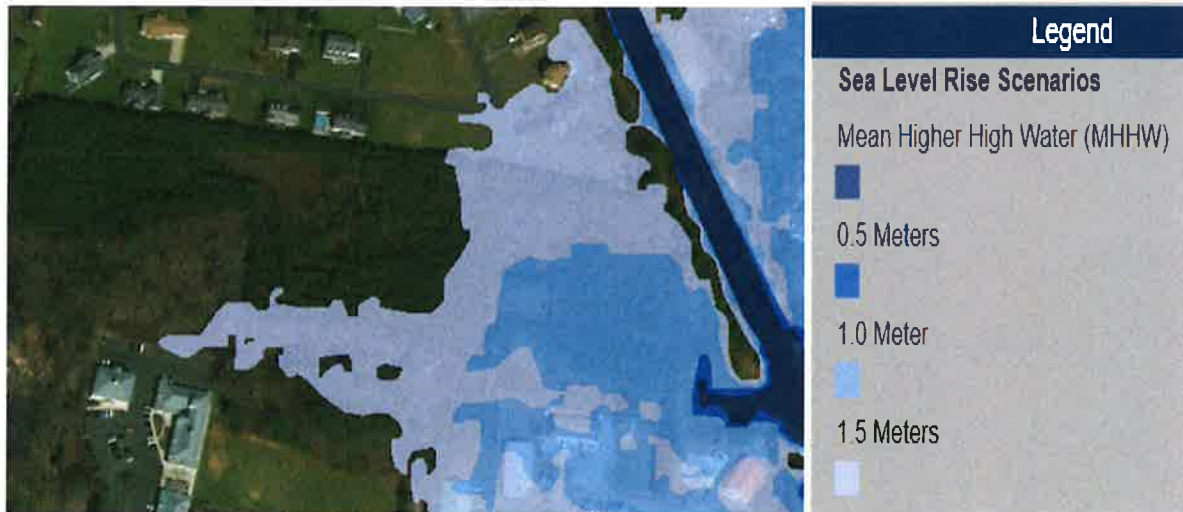 Legend
Sea Level Rise Scenarios
Mean Higher High Water (MHHW)
0.5 Meters
1.0 Meter
1.5 Meters